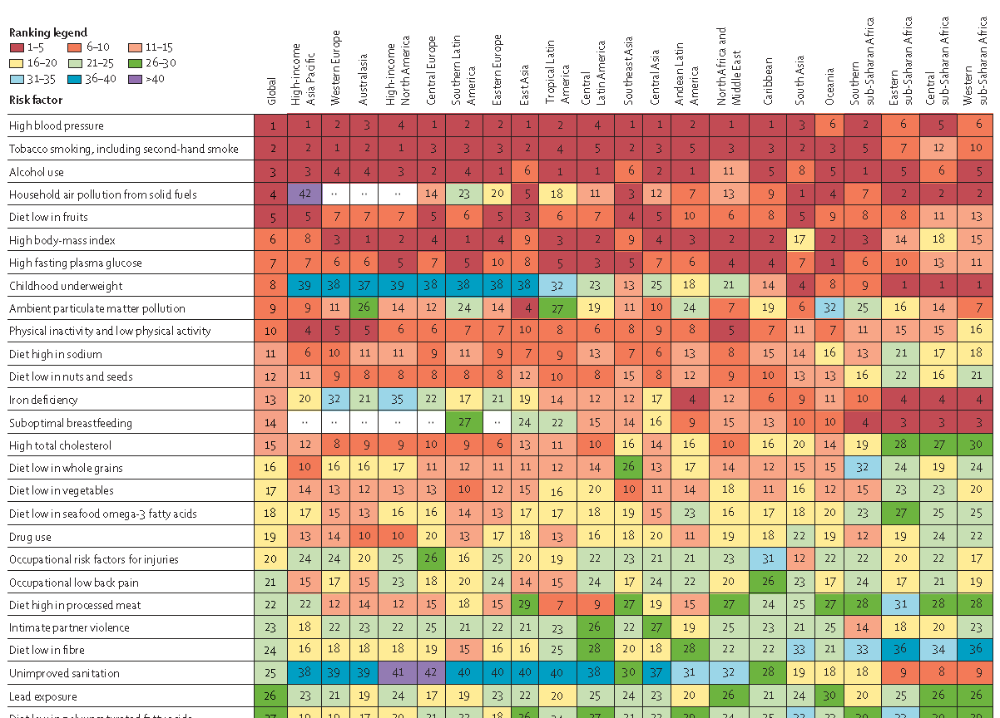 Ranking legend
1–5 6–10 11–15
16–20 21–25 26–30
31–35 36–40 >40
Risk factor
Global
High-income Asia Pacific
Western Europe
Australasia
High-income North America
Central Europe
Southern Latin America
Eastern Europe
East Asia
Tropical Latin America
Central Latin America
Southeast Asia
Central Asia
Andean Latin America
North Africa and Middle East
Caribbean
South Asia
Oceania
Southern sub-Saharan Africa
Eastern sub-Saharan Africa
Central sub-Saharan Africa
Western sub-Saharan Africa
High blood pressure 1 1 2 3 4 1 2 2 1 2 4 1 1 2 1 1 3 6 2 6 5 6
Tobacco smoking, including second-hand smoke 2 2 1 2 1 3 3 3 2 4 5 2 3 5 3 3 2 3 5 7 12 10
Alcohol use 3 3 4 4 3 2 4 1 6 1 1 6 2 1 11 5 8 5 1 5 6 5
Household air pollution from solid fuels 4 42 ·· ·· ·· 14 23 20 5 18 11 3 12 7 13 9 1 4 7 2 2 2
Diet low in fruits 5 5 7 7 7 5 6 5 3 6 7 4 5 10 6 8 5 9 8 8 11 13
High body-mass index 6 8 3 1 2 4 1 4 9 3 2 9 4 3 2 2 17 2 3 14 18 15
High fasting plasma glucose 7 7 6 6 5 7 5 10 8 5 3 5 7 6 4 4 7 1 6 10 13 11
Childhood underweight 8 39 38 37 39 38 38 38 38 32 23 13 25 18 21 14 4 8 9 1 1 1
Ambient particulate matter pollution 9 9 11 26 14 12 24 14 4 27 19 11 10 24 7 19 6 32 25 16 14 7
Physical inactivity and low physical activity 10 4 5 5 6 6 7 7 10 8 6 8 9 8 5 7 11 7 11 15 15 16
Diet high in sodium 11 6 10 11 11 9 11 9 7 9 13 7 6 13 8 15 14 16 13 21 17 18
Diet low in nuts and seeds 12 11 9 8 8 8 8 8 12 10 8 15 8 12 9 10 13 13 16 22 16 21
Iron deficiency 13 20 32 21 35 22 17 21 19 14 12 12 17 4 12 6 9 11 10 4 4 4
Suboptimal breastfeeding 14 ·· ·· ·· ·· ·· 27 ·· 24 22 15 14 16 9 15 13 10 10 4 3 3 3
High total cholesterol 15 12 8 9 9 10 9 6 13 11 10 16 14 16 10 16 20 14 19 28 27 30
Diet low in whole grains 16 10 16 16 17 11 12 11 11 12 14 26 13 17 14 12 15 15 32 24 19 24
Diet low in vegetables 17 14 13 12 13 13 10 12 15 16 20 10 11 14 18 11 16 12 15 23 23 20
Diet low in seafood omega-3 fatty acids 18 17 15 13 16 16 14 13 17 17 18 19 15 23 16 17 18 20 23 27 25 25
Drug use 19 13 14 10 10 20 13 17 18 13 16 18 20 11 19 18 22 19 12 19 24 22
Occupational risk factors for injuries 20 24 24 20 25 26 16 25 20 19 22 23 21 21 23 31 12 22 22 20 22 17
Occupational low back pain 21 15 17 15 23 18 20 24 14 15 24 17 24 22 20 26 23 17 24 17 21 19
Diet high in processed meat 22 22 12 14 12 15 18 15 29 7 9 27 19 15 27 24 25 27 28 31 28 28
Intimate partner violence 23 18 22 23 22 25 21 22 21 23 26 22 27 19 25 23 21 25 14 18 20 23
Diet low in fibre 24 16 18 18 18 19 15 16 16 25 28 20 18 28 22 22 33 21 33 36 34 36
Unimproved sanitation 25 38 39 39 41 42 40 40 40 40 38 30 37 31 32 28 19 18 18 9 8 9
Lead exposure 26 23 21 19 24 17 19 23 22 20 25 24 23 20 26 21 24 30 20 25 26 26